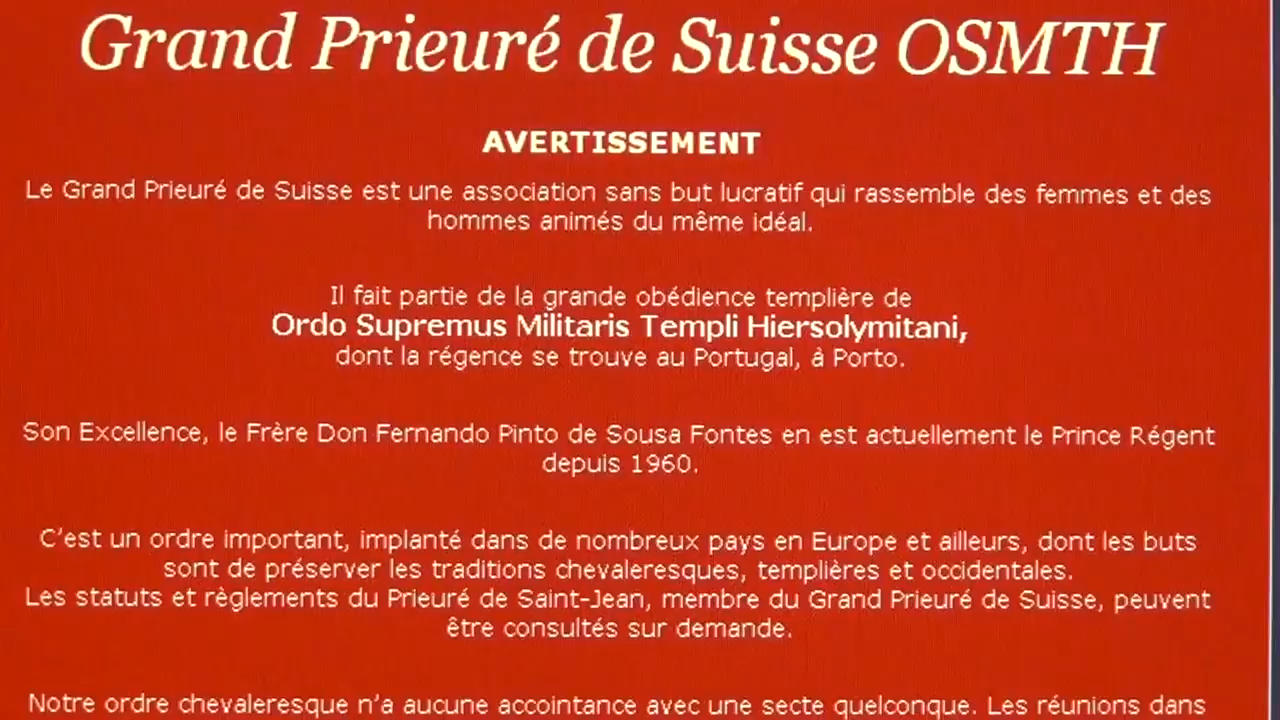 Grand Prieuré de Suisse OSMTH
AVERTISSEMENT
Le Grand Prieuré de Suisse est une association sans but lucratif qui rassemble des femmes et des
hommes animés du même idéal.
Il fait partie de la grande obédience templière de
Ordo Supremus Militaris Templi Hiersolymitani,
dont la régence se trouve au Portugal, à Porto.
Son Excellence, le Frère Don Fernando Pinto de Sousa Fontes en est actuellement le Prince Régent
depuis 1960.
C'est un ordre important, implanté dans de nombreux pays en Europe et ailleurs, dont les buts
sont de préserver les traditions chevaleresques, templières et occidentales.
Les statuts et règlements du Prieuré de Saint-Jean, membre du Grand Prieuré de Suisse, peuvent
être consultés sur demande.
Notre ordre chevaleresque n'a aucune accointance avec une secte quelconque. Les réunions dans